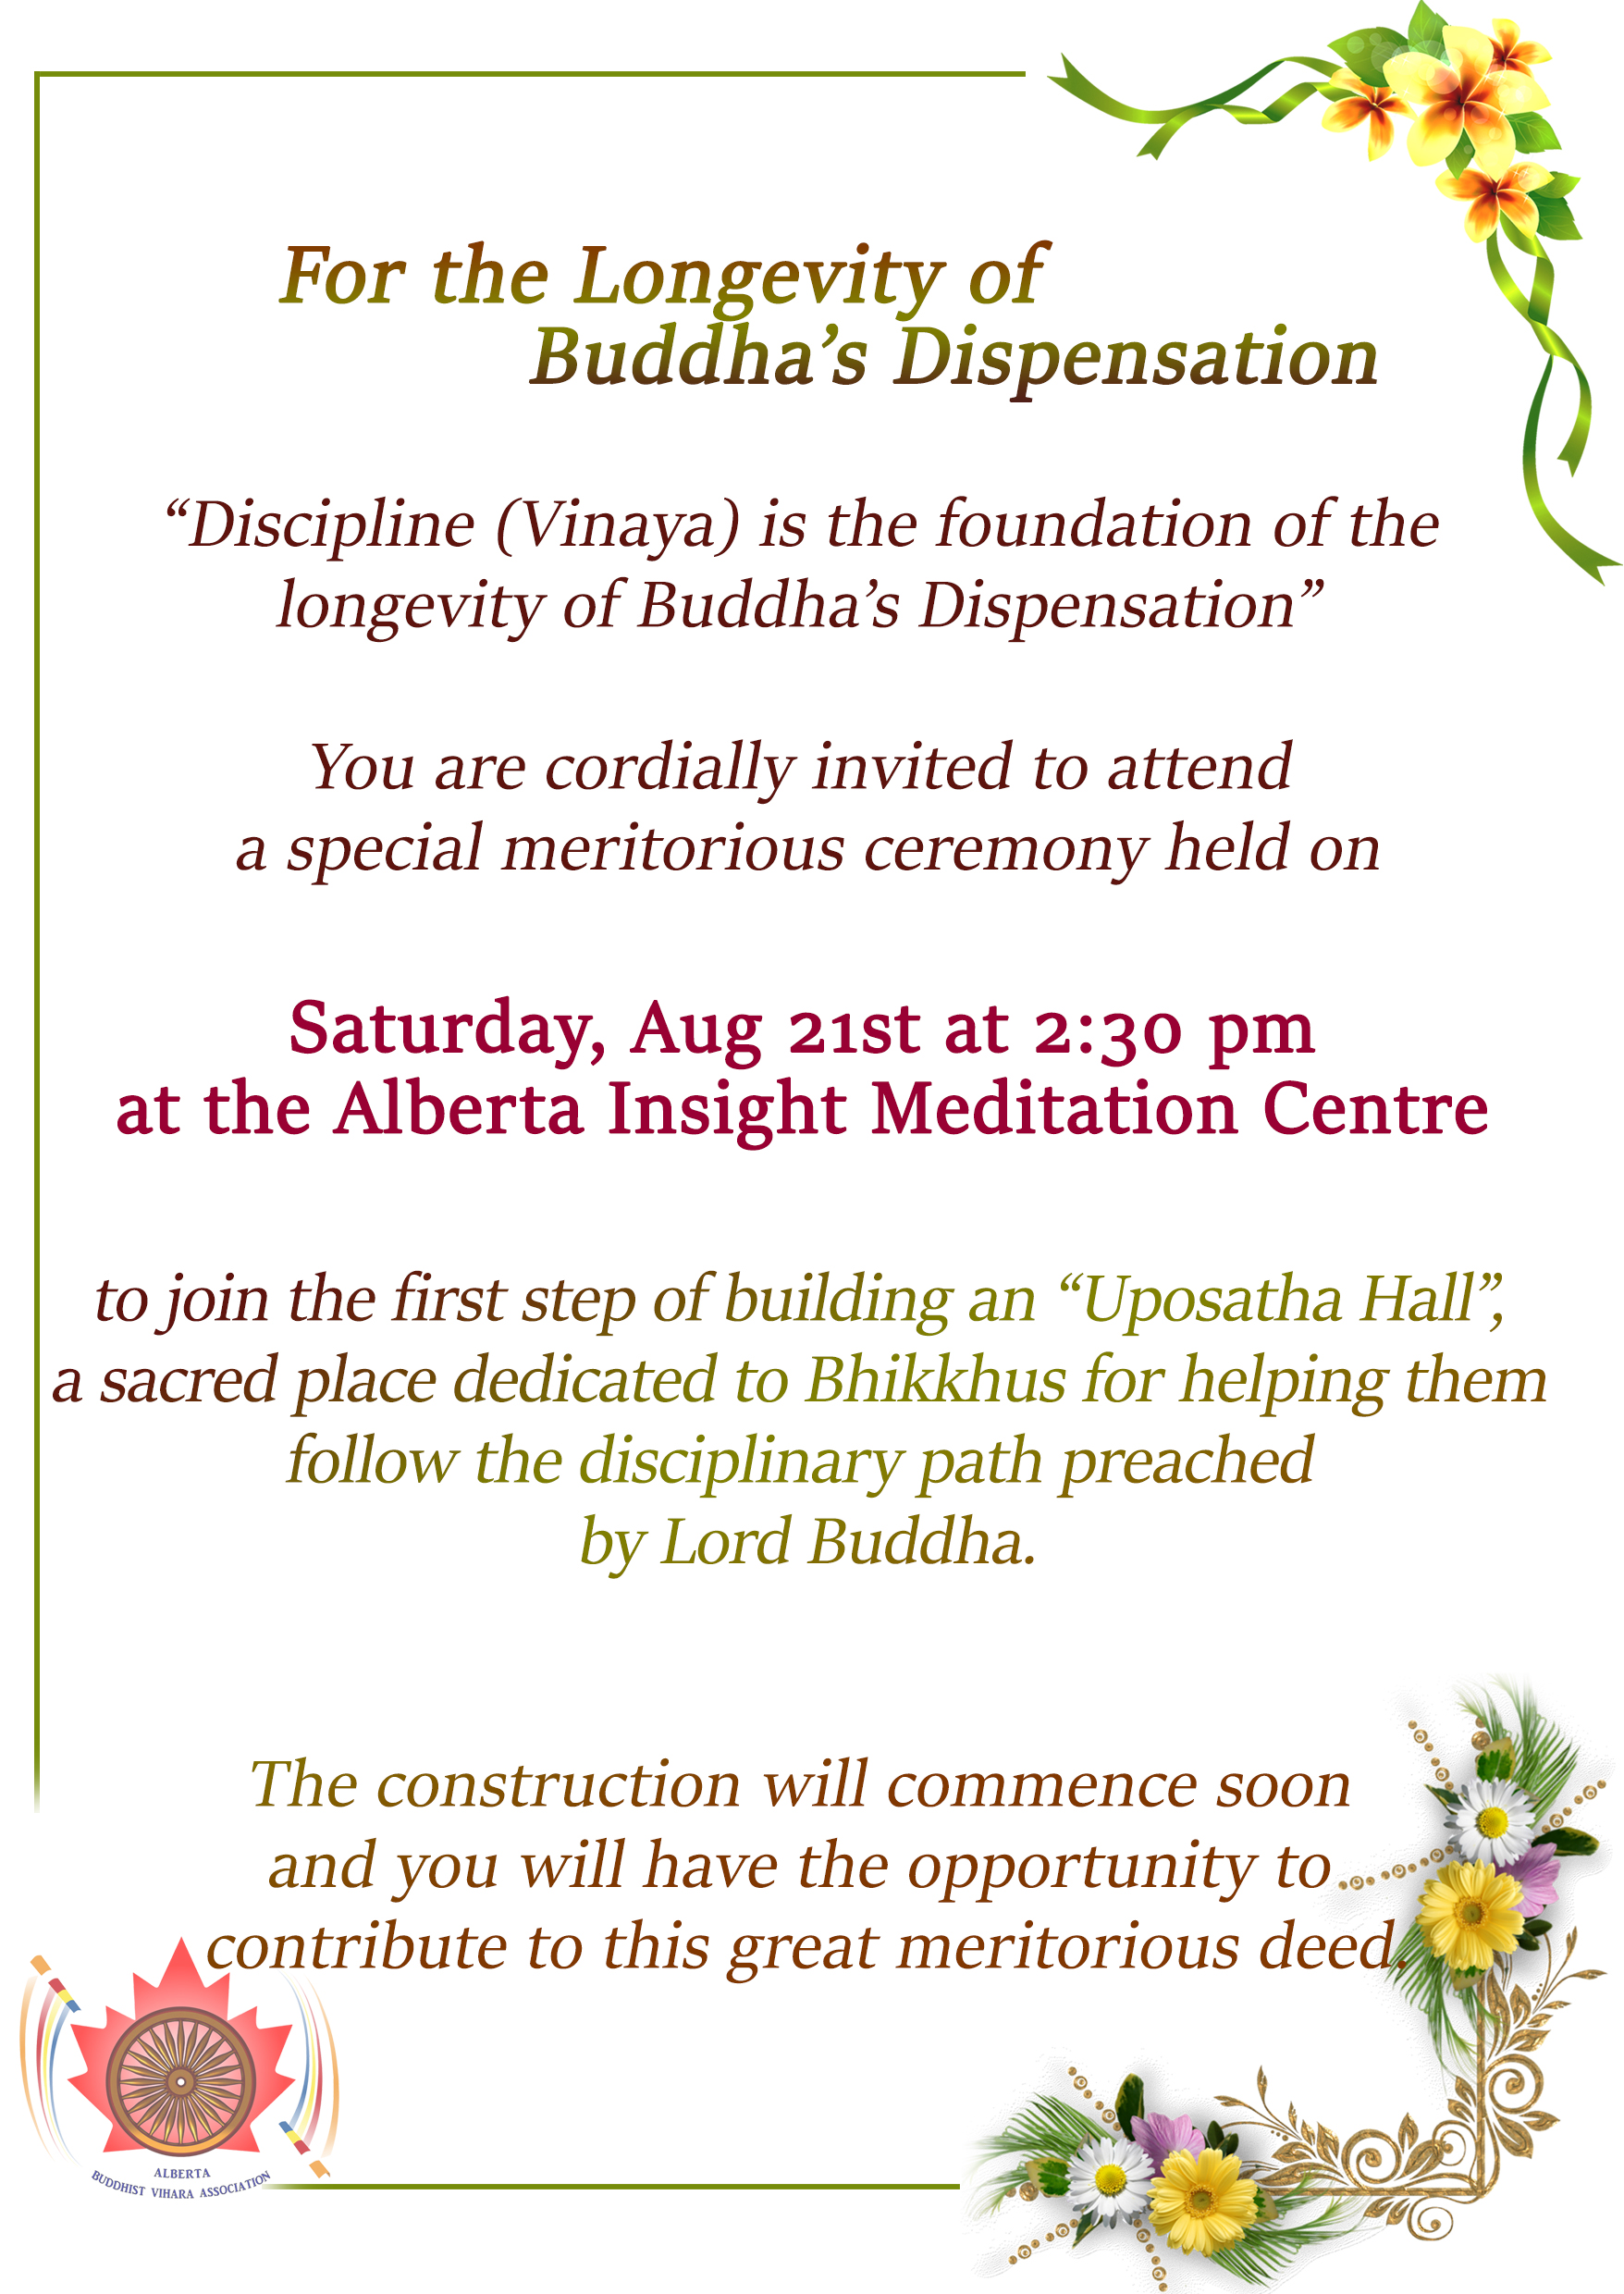 For the Longevity of
Buddha’s Dispensation
“Discipline (Vinaya) is the foundation of the
longevity of Buddha’s Dispensation”
You are cordially invited to attend
a special meritorious ceremony held on
Saturday, Aug 21st at 2:30 pm
at the Alberta Insight Meditation Centre
to join the first step of building an “Uposatha Hall”,
a sacred place dedicated to Bhikkhus for helping them
follow the disciplinary path preached
by Lord Buddha.
The construction will commence soon
and you will have the opportunity to
contribute to this great meritorious deed.
ALBERTA
BUDDHIST VIHARA ASSOCIATION